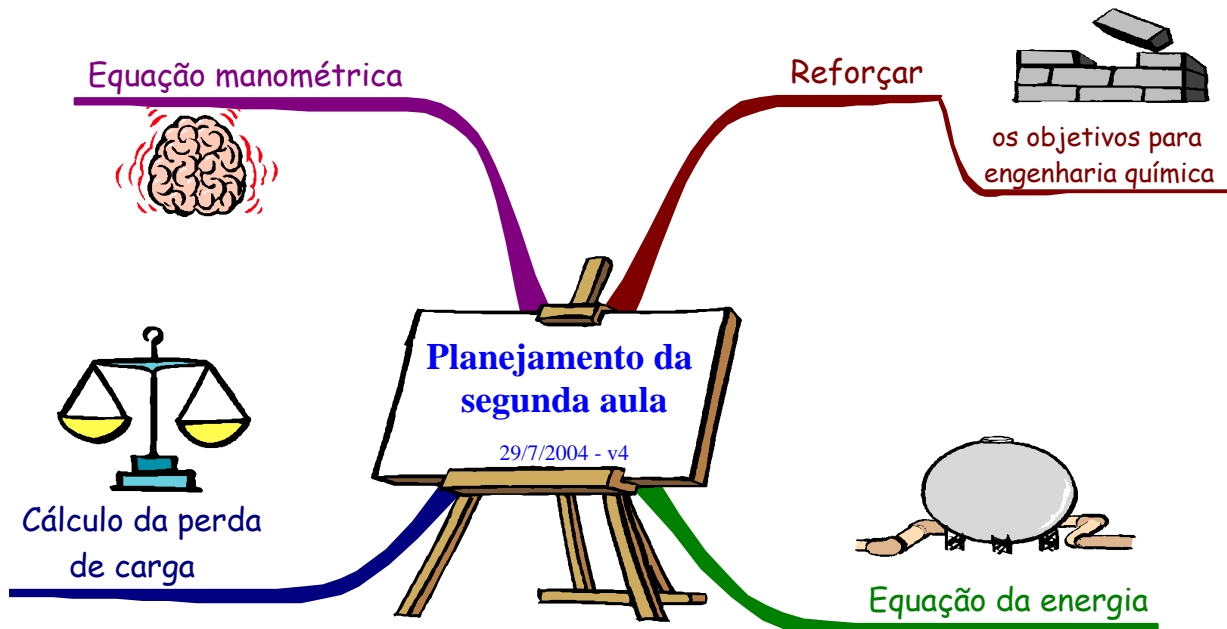 Equação manométrica
Reforçar
os objetivos para
engenharia química
Planejamento da
segunda aula
29/7/2004 - v4
Cálculo da perda
de carga
Equação da energia